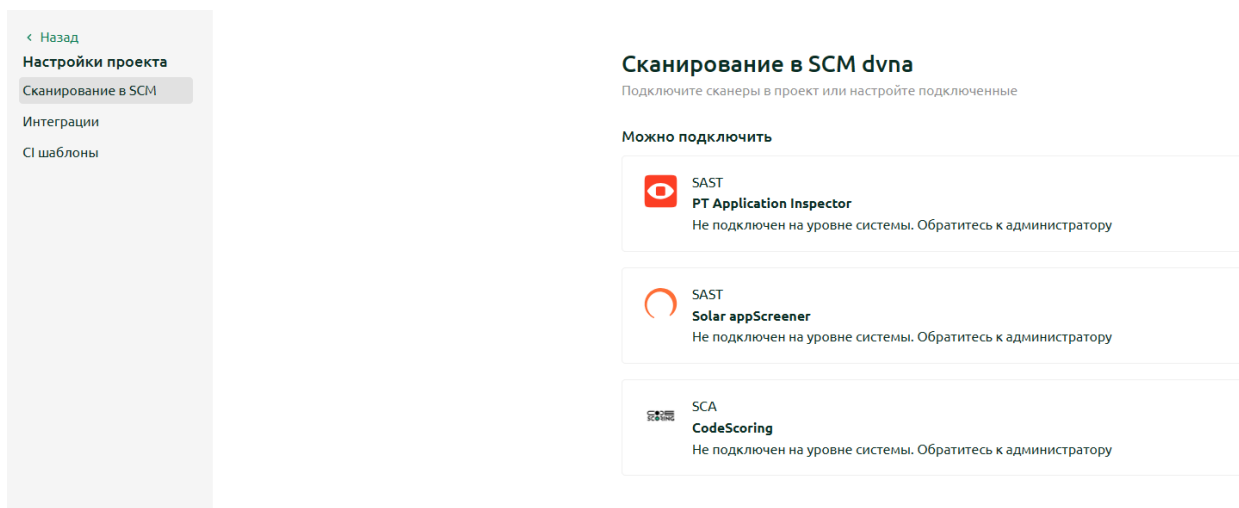 ‹ Назад
Настройки проекта
Сканирование в SCM
Интеграции
CI шаблоны
Сканирование в SCM dvna
Подключите сканеры в проект или настройте подключенные
Можно подключить
SAST
PT Application Inspector
Не подключен на уровне системы. Обратитесь к администратору
SAST
Solar appScreener
Не подключен на уровне системы. Обратитесь к администратору
CODE
SCORING
SCA
CodeScoring
Не подключен на уровне системы. Обратитесь к администратору